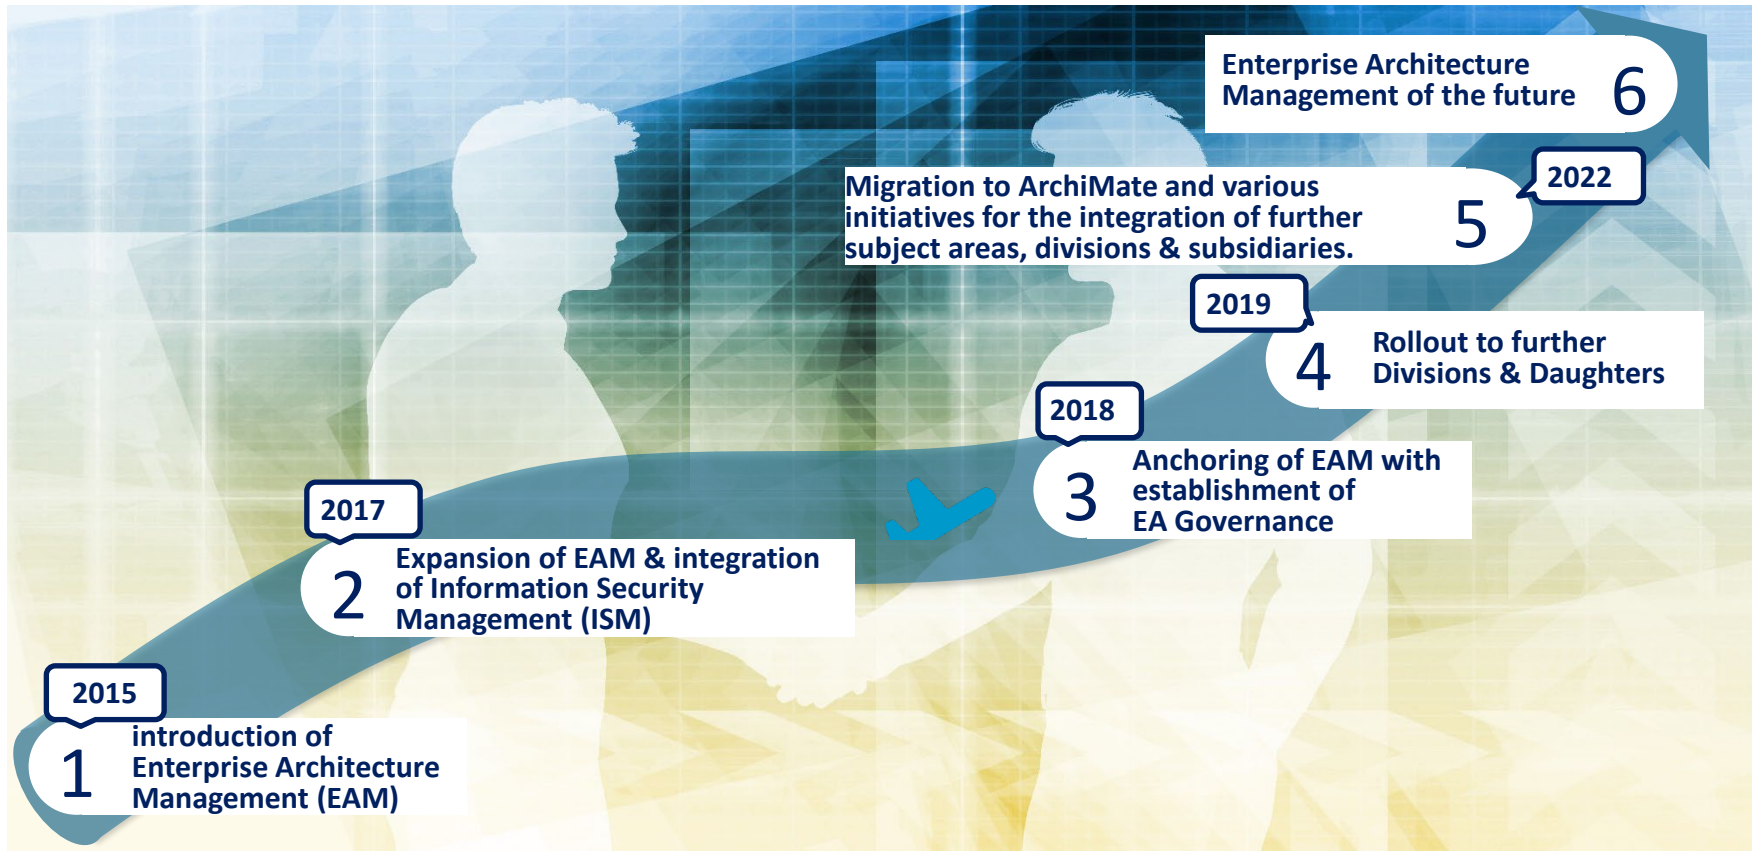 Enterprise Architecture
Management of the future
6
2022
Migration to ArchiMate and various
initiatives for the integration of further
subject areas, divisions & subsidiaries.
5
2019
4
Rollout to further
Divisions & Daughters
2018
3
Anchoring of EAM with
establishment of
EA Governance
2017
2
Expansion of EAM & integration
of Information Security
Management (ISM)
2015
1
introduction of
Enterprise Architecture
Management (EAM)